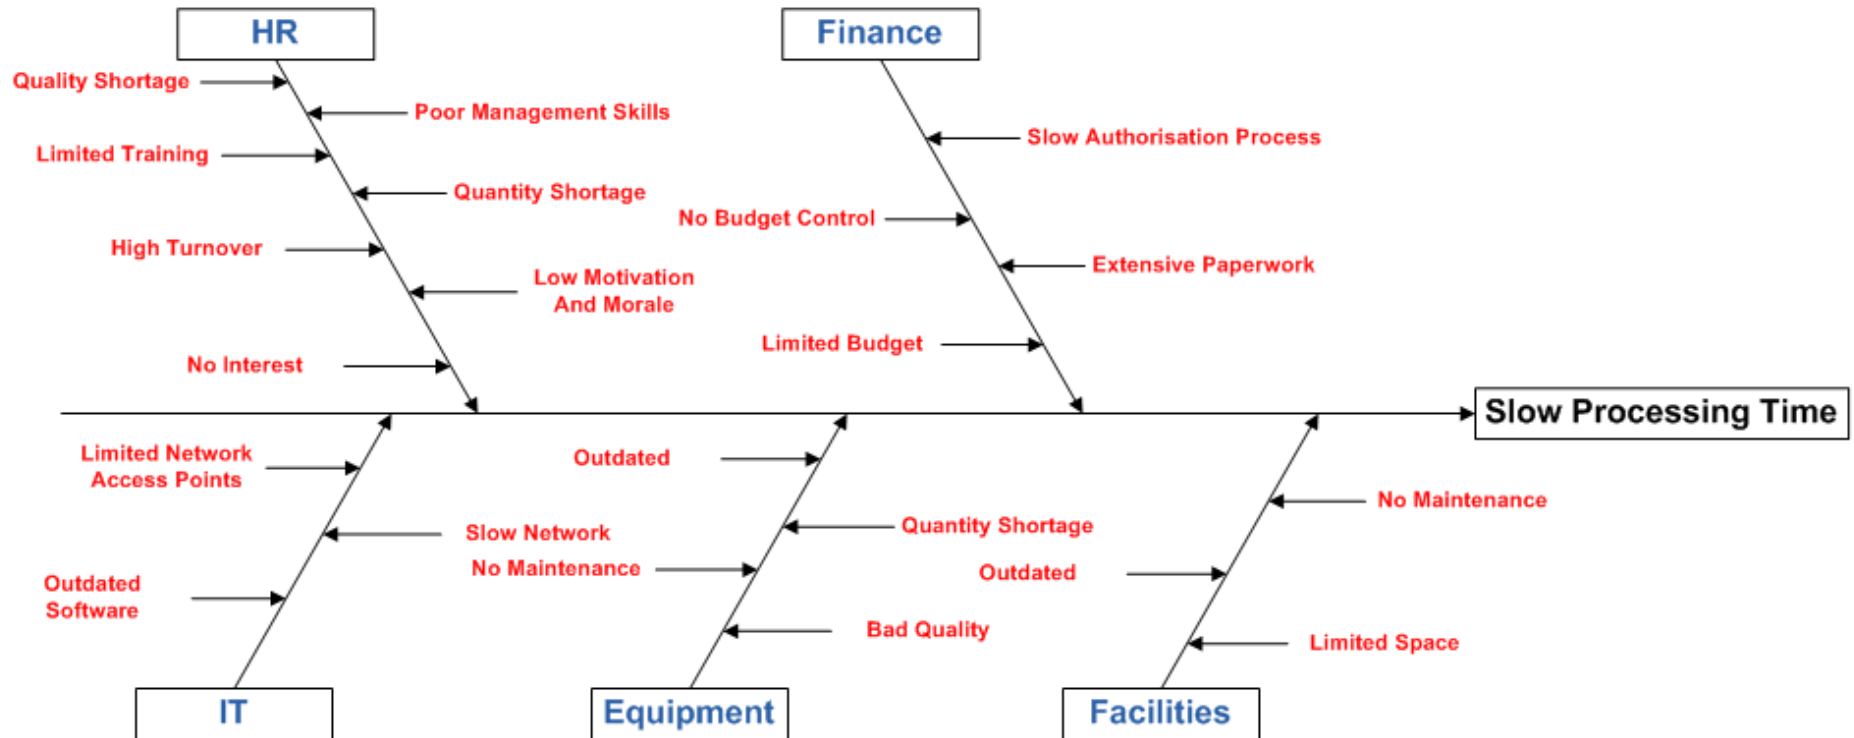 HR
Finance
Quality Shortage
Poor Management Skills
Limited Training
Quantity Shortage
High Turnover
Low Motivation
And Morale
No Interest
Slow Authorisation Process
No Budget Control
Extensive Paperwork
Limited Budget
Slow Processing Time
Limited Network
Access Points
Slow Network
Outdated
Software
Outdated
Quantity Shortage
No Maintenance
Bad Quality
No Maintenance
Outdated
Limited Space
IT
Equipment
Facilities